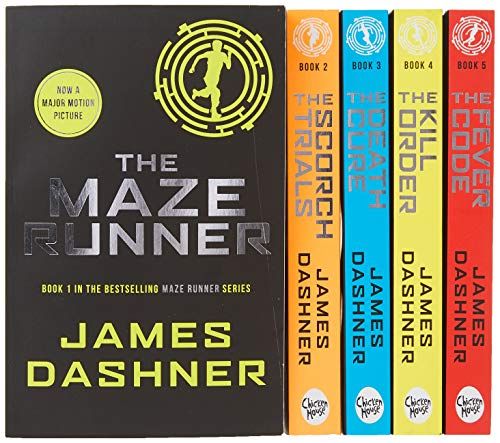 NOW A
MAJOR MOTION
PICTURE
THE
MAZE
RUNNER
BOOK 1 IN THE BESTSELLING MAZE RUNNER SERIES
JAMES
DASHNER
BOOK 2
THE
SCORCH
TRIALS
JAMES
DASHNER
Chicken
House
BOOK 3
THE
DEATH
CURE
JAMES
DASHNER
Chicken
House
BOOK 4
THE
KILL
ORDER
JAMES
DASHNER
Chicken
House
BOOK 5
THE
FEVER
CODE
JAMES
DASHNER
Chicken
House